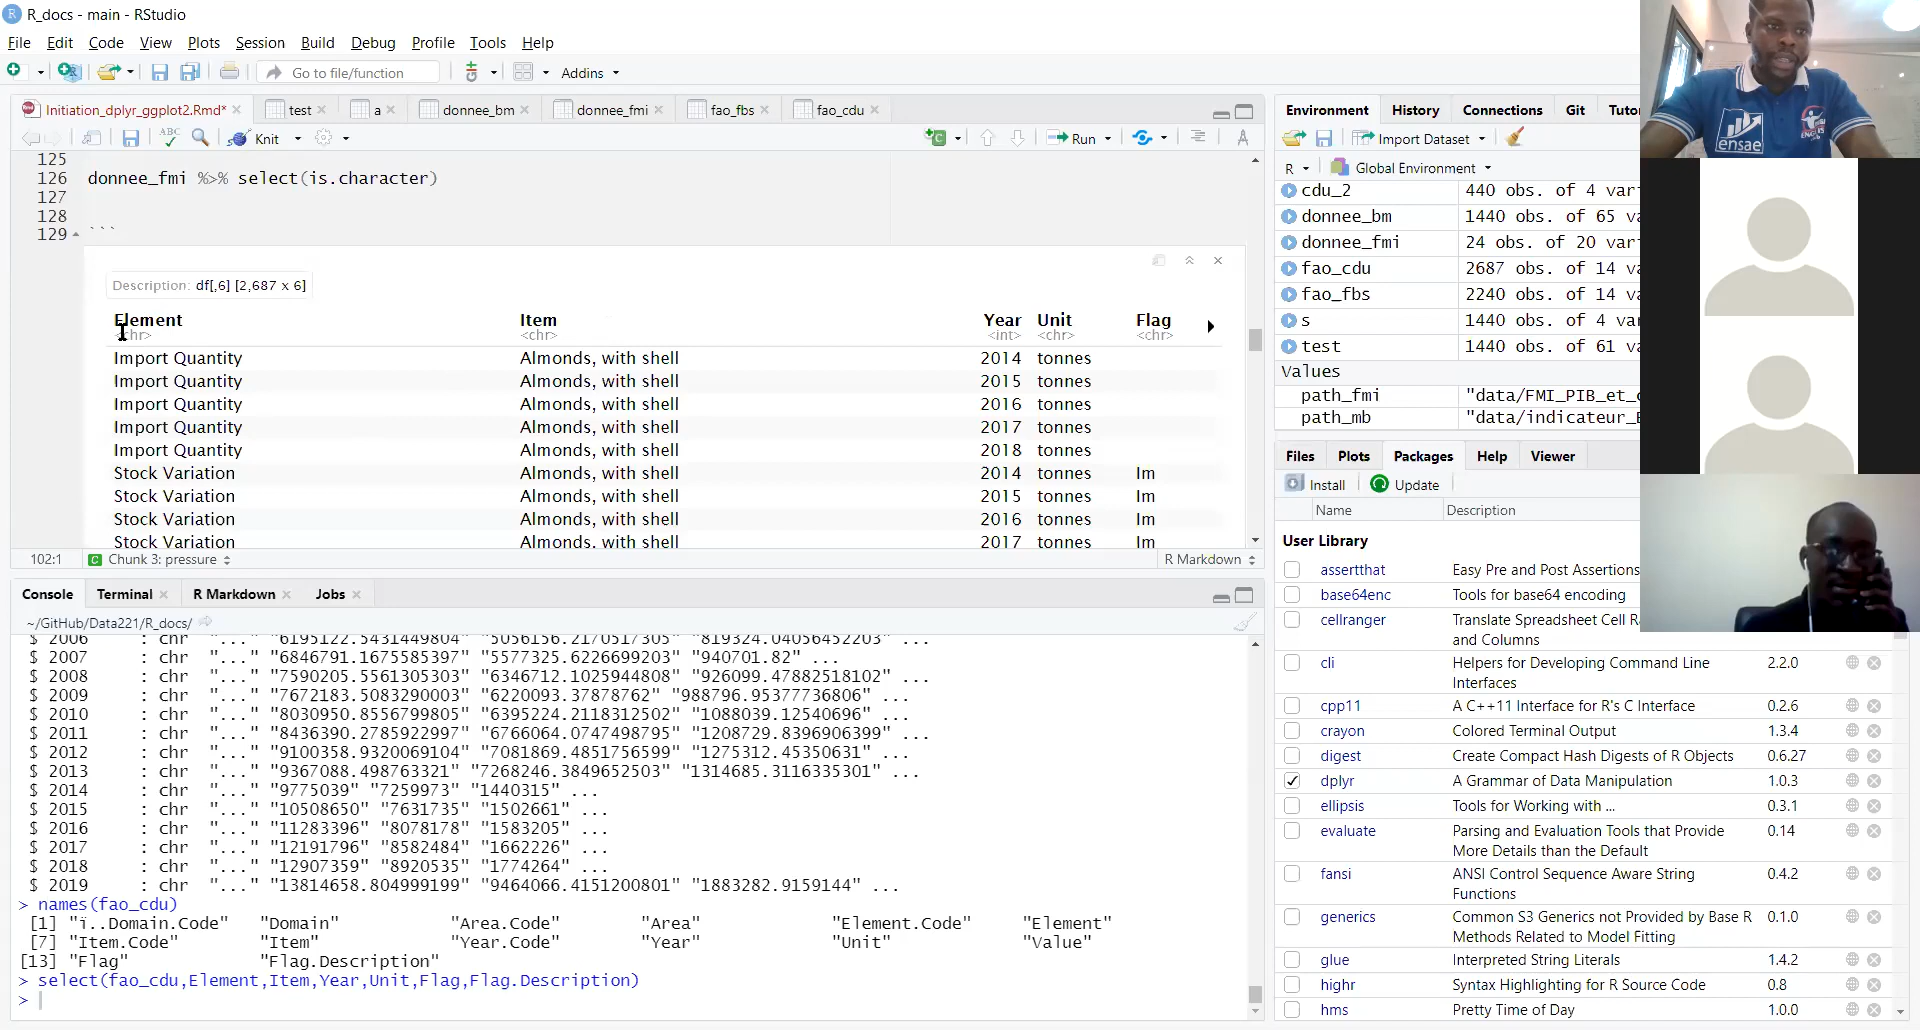 R_docs - main - RStudio
File Edit Code View Plots Session Build Debug Profile Tools Help
Go to file/function Addins
Initiation_dplyr_ggplot2.Rmd* test a donnee_bm donnee_fmi fao_fbs fao_cdu
ABC Knit Run
125
126 donnee_fmi %>% select(is.character)
127
128
129 ```
Description: df[,6] [2,687 x 6]
Element Item Year Unit Flag
<chr> <chr> <int> <chr> <chr>
Import Quantity Almonds, with shell 2014 tonnes
Import Quantity Almonds, with shell 2015 tonnes
Import Quantity Almonds, with shell 2016 tonnes
Import Quantity Almonds, with shell 2017 tonnes
Import Quantity Almonds, with shell 2018 tonnes
Stock Variation Almonds, with shell 2014 tonnes Im
Stock Variation Almonds, with shell 2015 tonnes Im
Stock Variation Almonds, with shell 2016 tonnes Im
Stock Variation Almonds, with shell 2017 tonnes Im
102:1 Chunk 3: pressure R Markdown
Console Terminal R Markdown Jobs
~/GitHub/Data221/R_docs/
$ 2006 : chr "..." "6195122.5431449804" "5056156.2170517305" "819324.04056452203" ...
$ 2007 : chr "..." "6846791.1675585397" "5577325.6226699203" "940701.82" ...
$ 2008 : chr "..." "7590205.5561305303" "6346712.1025944808" "926099.47882518102" ...
$ 2009 : chr "..." "7672183.5083290003" "6220093.37878762" "988796.95377736806" ...
$ 2010 : chr "..." "8030950.8556799805" "6395224.2118312502" "1088039.12540696" ...
$ 2011 : chr "..." "8436390.2785922997" "6766064.0747498795" "1208729.8396906399" ...
$ 2012 : chr "..." "9100358.9320069104" "7081869.4851756599" "1275312.45350631" ...
$ 2013 : chr "..." "9367088.498763321" "7268246.3849652503" "1314685.3116335301" ...
$ 2014 : chr "..." "9775039" "7259973" "1440315" ...
$ 2015 : chr "..." "10508650" "7631735" "1502661" ...
$ 2016 : chr "..." "11283396" "8078178" "1583205" ...
$ 2017 : chr "..." "12191796" "8582484" "1662226" ...
$ 2018 : chr "..." "12907359" "8920535" "1774264" ...
$ 2019 : chr "..." "13814658.804999199" "9464066.4151200801" "1883282.9159144" ...
> names(fao_cdu)
[1] "ï..Domain.Code" "Domain" "Area.Code" "Area" "Element.Code" "Element"
[7] "Item.Code" "Item" "Year.Code" "Year" "Unit" "Value"
[13] "Flag" "Flag.Description"
> select(fao_cdu,Element,Item,Year,Unit,Flag,Flag.Description)
>
Environment History Connections Git Tutor
Import Dataset
R Global Environment
cdu_2 440 obs. of 4 vari
donnee_bm 1440 obs. of 65 va
donnee_fmi 24 obs. of 20 vari
fao_cdu 2687 obs. of 14 va
fao_fbs 2240 obs. of 14 va
s 1440 obs. of 4 var
test 1440 obs. of 61 va
Values
path_fmi "data/FMI_PIB_et_
path_mb "data/indicateur_
Files Plots Packages Help Viewer
Install Update
Name Description
User Library
assertthat Easy Pre and Post Assertions
base64enc Tools for base64 encoding
cellranger Translate Spreadsheet Cell
and Columns
cli Helpers for Developing Command Line 2.2.0
Interfaces
cpp11 A C++11 Interface for R's C Interface 0.2.6
crayon Colored Terminal Output 1.3.4
digest Create Compact Hash Digests of R Objects 0.6.27
dplyr A Grammar of Data Manipulation 1.0.3
ellipsis Tools for Working with ... 0.3.1
evaluate Parsing and Evaluation Tools that Provide 0.14
More Details than the Default
fansi ANSI Control Sequence Aware String 0.4.2
Functions
generics Common S3 Generics not Provided by Base R 0.1.0
Methods Related to Model Fitting
glue Interpreted String Literals 1.4.2
highr Syntax Highlighting for R Source Code 0.8
hms Pretty Time of Day 1.0.0
ensae